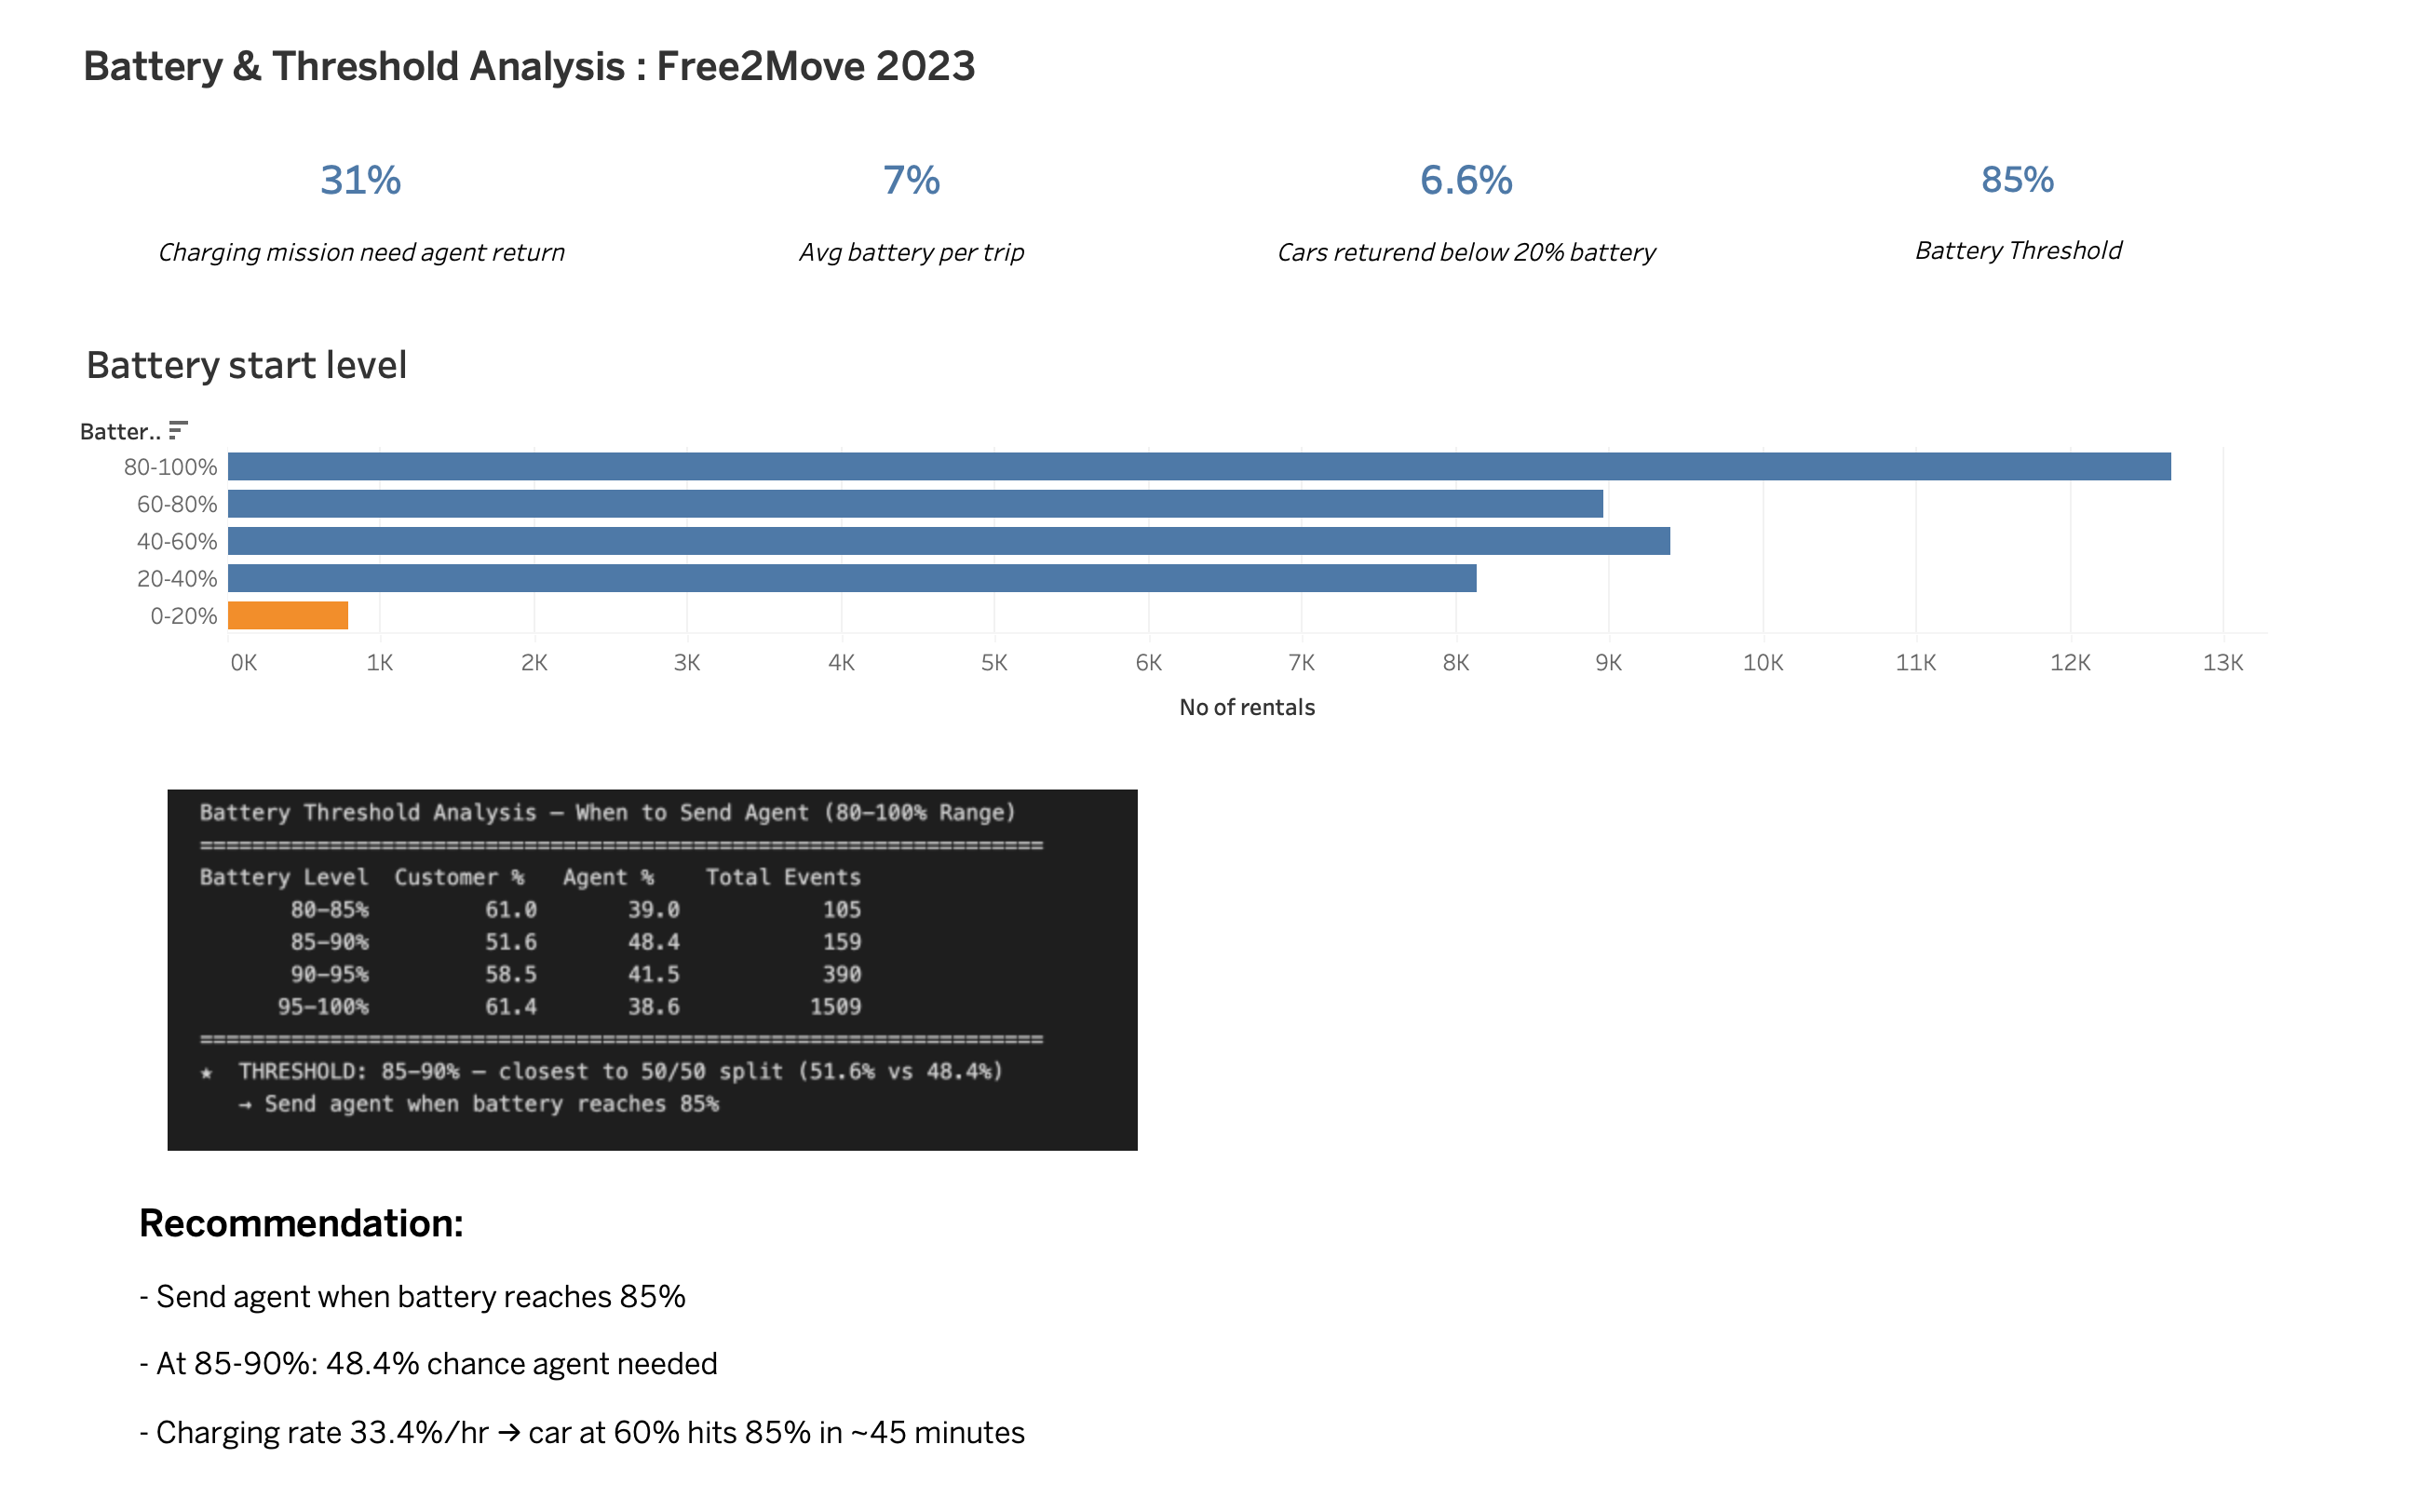 Battery & Threshold Analysis : Free2Move 2023
31%
7%
6.6%
85%
Charging mission need agent return
Avg battery per trip
Cars returend below 20% battery
Battery Threshold
Battery start level
Batter..
80-100%
60-80%
40-60%
20-40%
0-20%
0K 1K 2K 3K 4K 5K 6K 7K 8K 9K 10K 11K 12K 13K
No of rentals
Battery Threshold Analysis — When to Send Agent (80–100% Range)
=================================================================
Battery Level Customer % Agent % Total Events
80–85% 61.0 39.0 105
85–90% 51.6 48.4 159
90–95% 58.5 41.5 390
95–100% 61.4 38.6 1509
=================================================================
★ THRESHOLD: 85–90% — closest to 50/50 split (51.6% vs 48.4%)
→ Send agent when battery reaches 85%
Recommendation:
- Send agent when battery reaches 85%
- At 85-90%: 48.4% chance agent needed
- Charging rate 33.4%/hr → car at 60% hits 85% in ~45 minutes